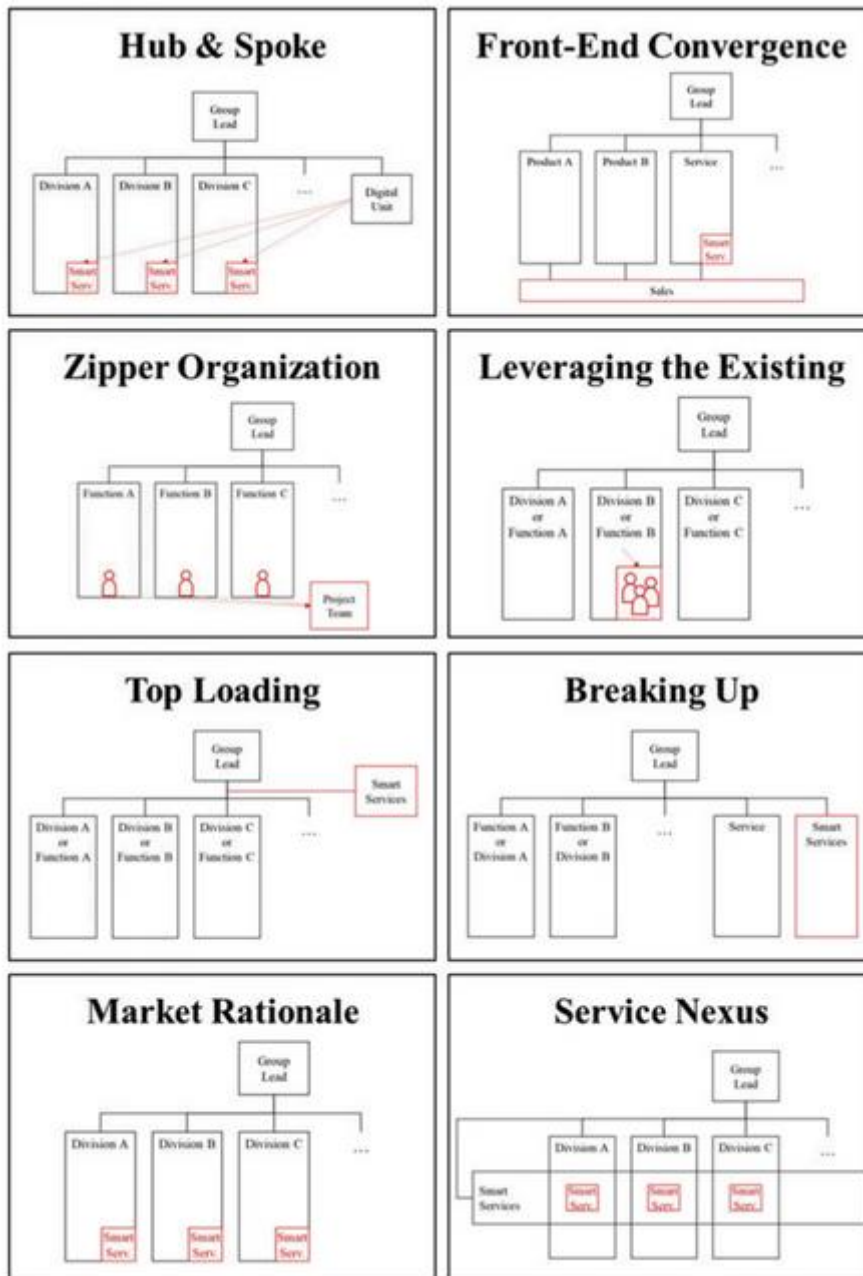 Hub & Spoke
Group
Lead
Division A
Division B
Division C
...
Digital
Unit
Smart
Serv.
Smart
Serv.
Smart
Serv.
Front-End Convergence
Group
Lead
Product A
Product B
Service
...
Smart
Serv.
Sales
Zipper Organization
Group
Lead
Function A
Function B
Function C
...
Project
Team
Leveraging the Existing
Group
Lead
Division A
or
Function A
Division B
or
Function B
Division C
or
Function C
...
Top Loading
Group
Lead
Smart
Services
Division A
or
Function A
Division B
or
Function B
Division C
or
Function C
...
Breaking Up
Group
Lead
Function A
or
Division A
Function B
or
Division B
...
Service
Smart
Services
Market Rationale
Group
Lead
Division A
Division B
Division C
...
Smart
Serv.
Smart
Serv.
Smart
Serv.
Service Nexus
Group
Lead
Division A
Division B
Division C
...
Smart
Services
Smart
Serv.
Smart
Serv.
Smart
Serv.